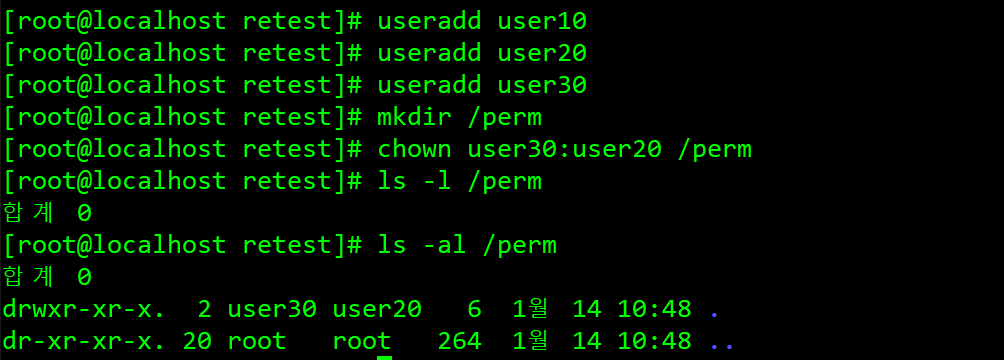 [root@localhost retest]# useradd user10
[root@localhost retest]# useradd user20
[root@localhost retest]# useradd user30
[root@localhost retest]# mkdir /perm
[root@localhost retest]# chown user30:user20 /perm
[root@localhost retest]# ls -l /perm
합계 0
[root@localhost retest]# ls -al /perm
합계 0
drwxr-xr-x.  2 user30 user20   6  1월  14 10:48 .
dr-xr-xr-x. 20 root   root   264  1월  14 10:48 ..